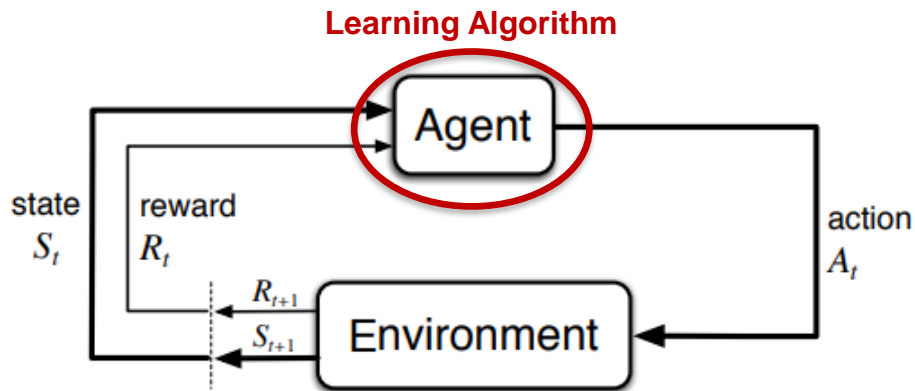 Learning Algorithm
Agent
state
S_t
reward
R_t
action
A_t
R_{t+1}
S_{t+1}
Environment